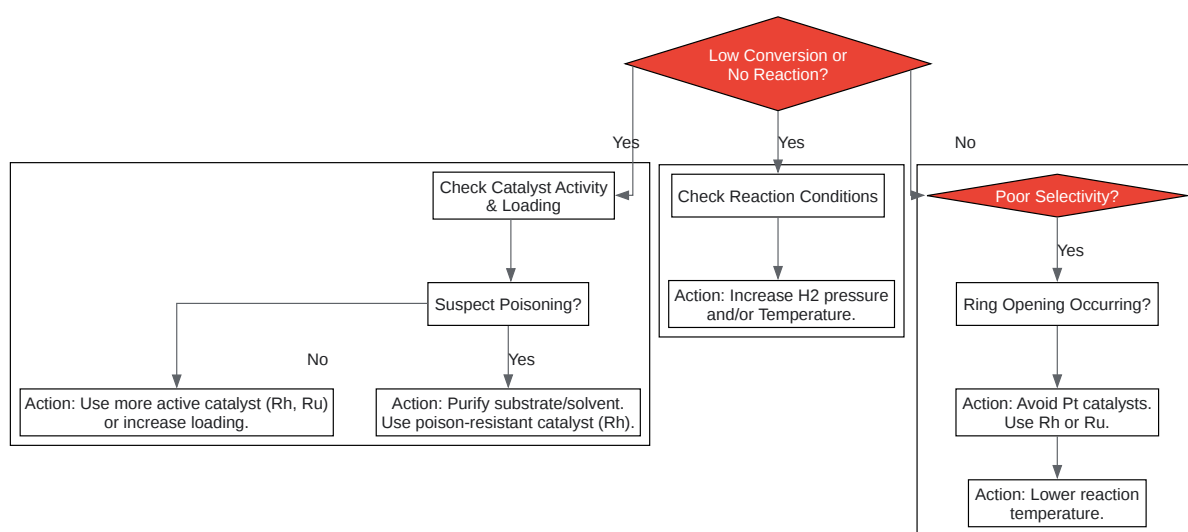 Low Conversion or
No Reaction?
Yes
Yes
No
Check Catalyst Activity
& Loading
Check Reaction Conditions
Poor Selectivity?
Yes
Suspect Poisoning?
Action: Increase H2 pressure
and/or Temperature.
Ring Opening Occurring?
No
Yes
Action: Use more active catalyst (Rh, Ru)
or increase loading.
Action: Purify substrate/solvent.
Use poison-resistant catalyst (Rh).
Action: Avoid Pt catalysts.
Use Rh or Ru.
Action: Lower reaction
temperature.